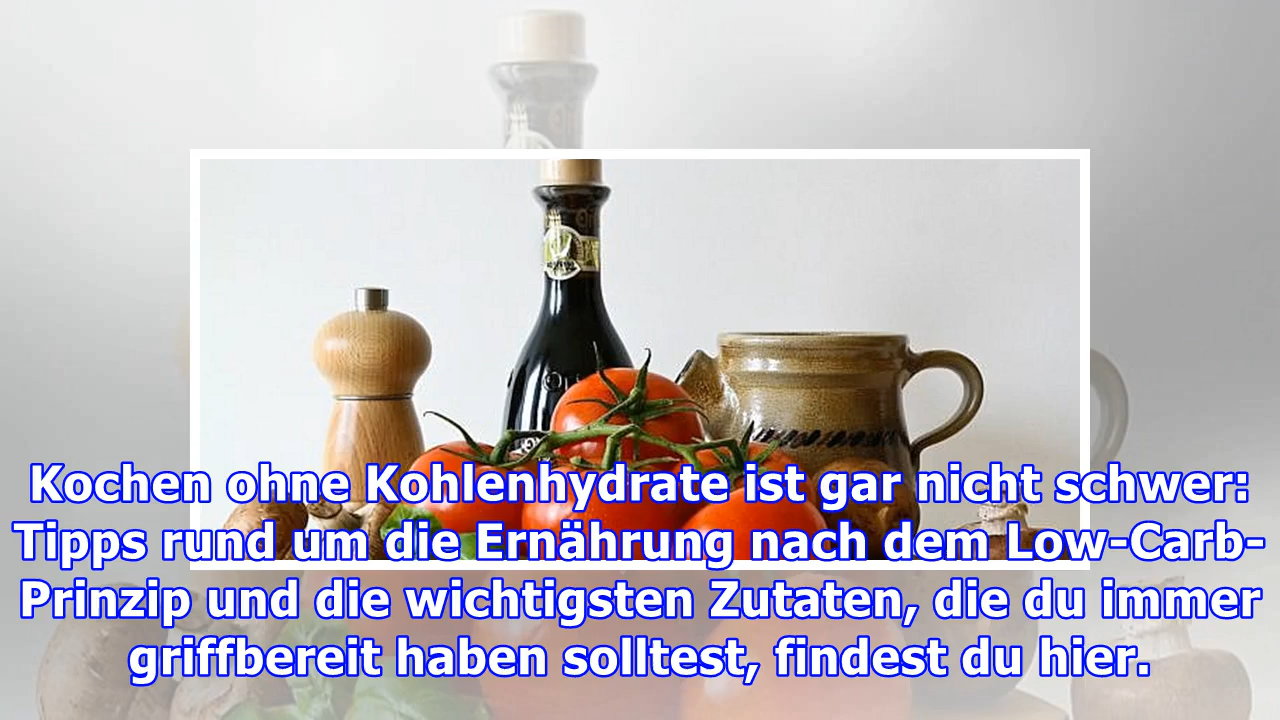 Kochen ohne Kohlenhydrate ist gar nicht schwer:
Tipps rund um die Ernährung nach dem Low-Carb-
Prinzip und die wichtigsten Zutaten, die du immer
griffbereit haben solltest, findest du hier.